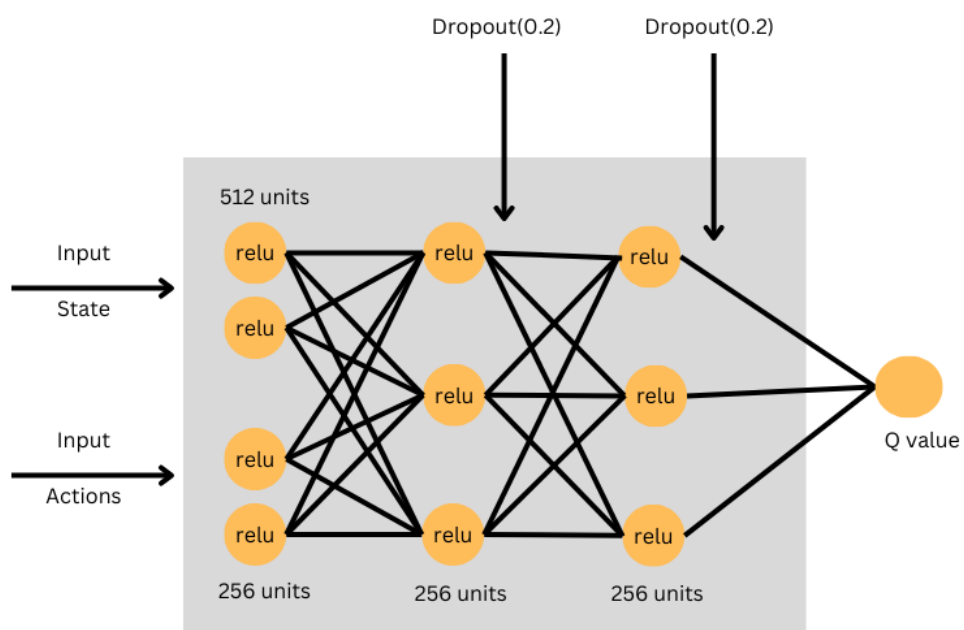 Dropout(0.2)
Dropout(0.2)
512 units
Input
State
relu
relu
relu
relu
relu
relu
Q value
Input
Actions
relu
relu
relu
relu
256 units
256 units
256 units